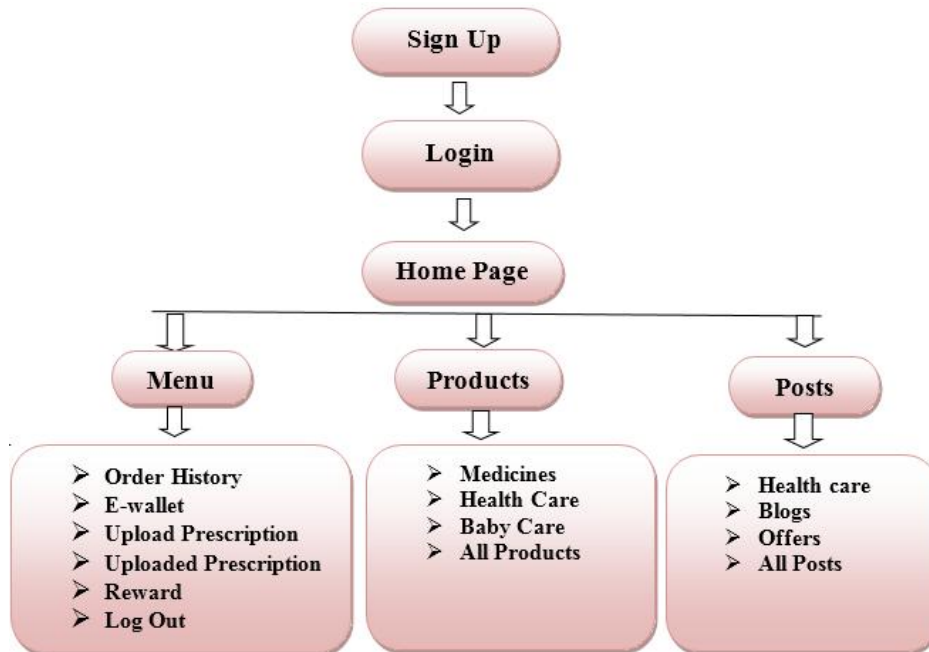 Sign Up
Login
Home Page
Menu
Products
Posts
Order History
E-wallet
Upload Prescription
Uploaded Prescription
Reward
Log Out
Medicines
Health Care
Baby Care
All Products
Health care
Blogs
Offers
All Posts